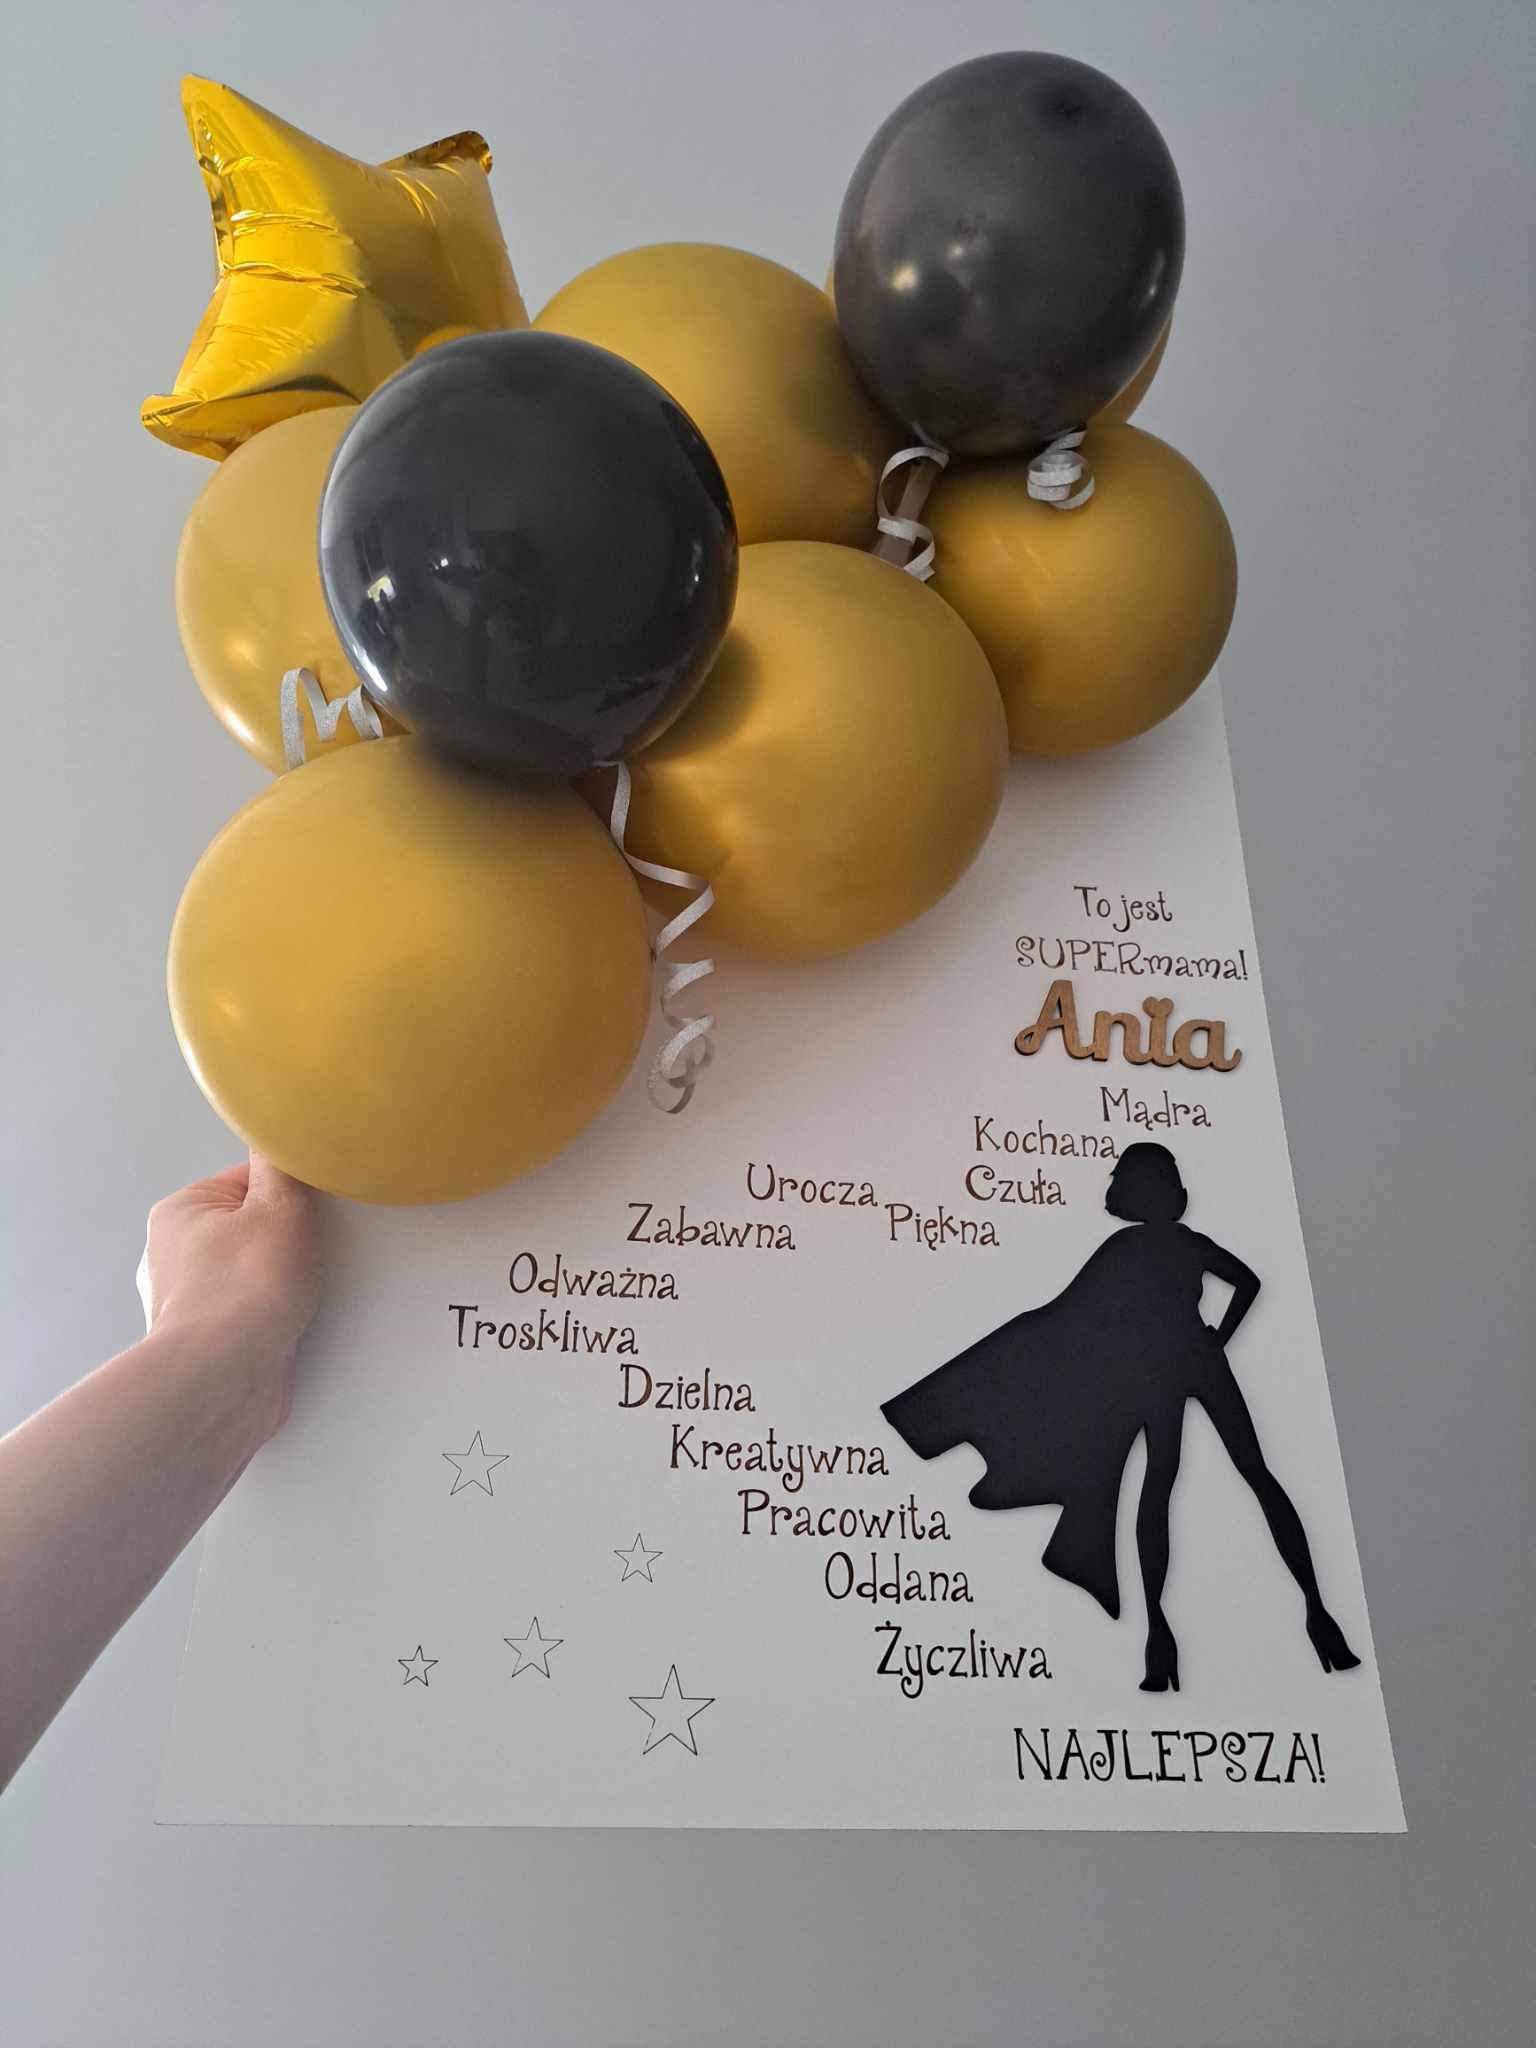 To jest
SUPERmama!
Ania
Mądra
Kochana
Czuła
Urocza
Piękna
Zabawna
Odważna
Troskliwa
Dzielna
Kreatywna
Pracowita
Oddana
Życzliwa
NAJLEPSZA!